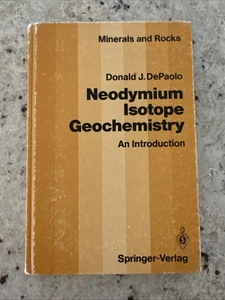 Minerals and Rocks
Donald J. DePaolo
Neodymium
Isotope
Geochemistry
An Introduction
Springer-Verlag